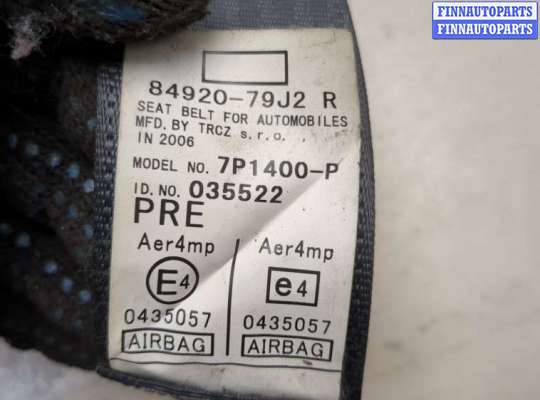 FINNAUTOPARTS
FINNAUTOPARTS
84920-79J2 R
SEAT BELT FOR AUTOMOBILES
MFD. BY TRCZ s.r.o.
IN 2006
MODEL NO. 7P1400-P
ID. NO. 035522
PRE
Aer4mp Aer4mp
E4 e4
0435057 0435057
AIRBAG AIRBAG